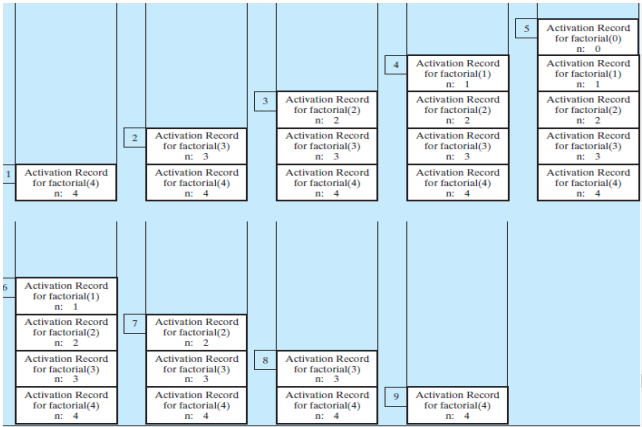 1
Activation Record
for factorial(4)
n: 4
2
Activation Record
for factorial(3)
n: 3
Activation Record
for factorial(4)
n: 4
3
Activation Record
for factorial(2)
n: 2
Activation Record
for factorial(3)
n: 3
Activation Record
for factorial(4)
n: 4
4
Activation Record
for factorial(1)
n: 1
Activation Record
for factorial(2)
n: 2
Activation Record
for factorial(3)
n: 3
Activation Record
for factorial(4)
n: 4
5
Activation Record
for factorial(0)
n: 0
Activation Record
for factorial(1)
n: 1
Activation Record
for factorial(2)
n: 2
Activation Record
for factorial(3)
n: 3
Activation Record
for factorial(4)
n: 4
6
Activation Record
for factorial(1)
n: 1
Activation Record
for factorial(2)
n: 2
Activation Record
for factorial(3)
n: 3
Activation Record
for factorial(4)
n: 4
7
Activation Record
for factorial(2)
n: 2
Activation Record
for factorial(3)
n: 3
Activation Record
for factorial(4)
n: 4
8
Activation Record
for factorial(3)
n: 3
Activation Record
for factorial(4)
n: 4
9
Activation Record
for factorial(4)
n: 4